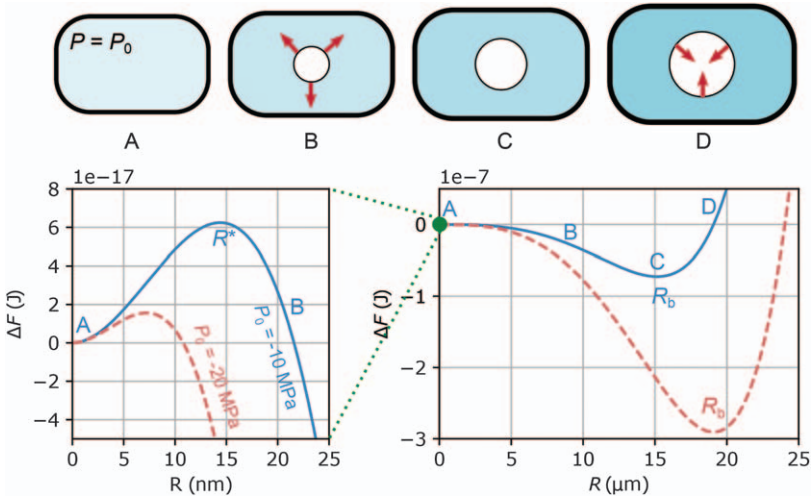 P = P₀
A
B
C
D
1e−17
8
6
4
2
0
−2
−4
ΔF (J)
A
R*
B
P₀ = -20 MPa
P₀ = -10 MPa
0
5
10
15
20
25
R (nm)
1e−7
0
−1
−2
−3
ΔF (J)
A
B
C
D
R_b
R_b
0
5
10
15
20
25
R (μm)